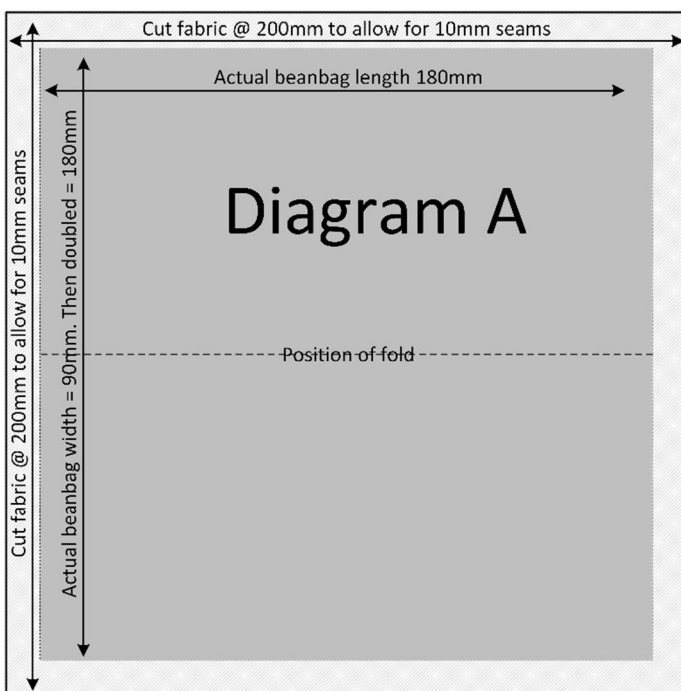 Cut fabric @ 200mm to allow for 10mm seams
Actual beanbag length 180mm
Cut fabric @ 200mm to allow for 10mm seams
Actual beanbag width = 90mm. Then doubled = 180mm
Diagram A
Position of fold